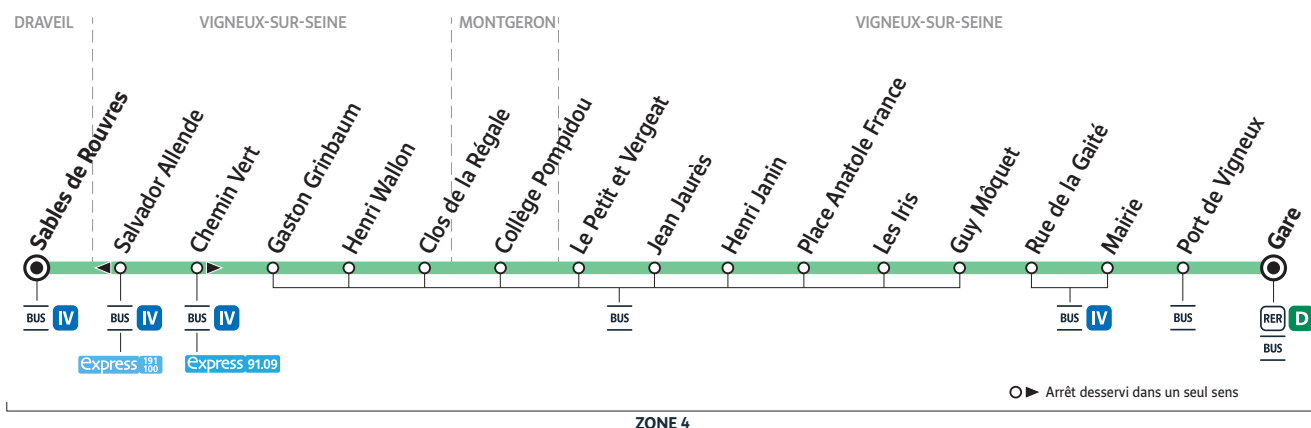 DRAVEIL
VIGNEUX-SUR-SEINE
MONTGERON
VIGNEUX-SUR-SEINE
Sables de Rouvres
Salvador Allende
Chemin Vert
Gaston Grinbaum
Henri Wallon
Clos de la Régale
Collège Pompidou
Le Petit et Vergeat
Jean Jaurès
Henri Janin
Place Anatole France
Les Iris
Guy Môquet
Rue de la Gaité
Mairie
Port de Vigneux
Gare
BUS IV
BUS IV
BUS IV
BUS
BUS IV
BUS
RER D
BUS
express 191 100
express 91.09
Arrêt desservi dans un seul sens
ZONE 4